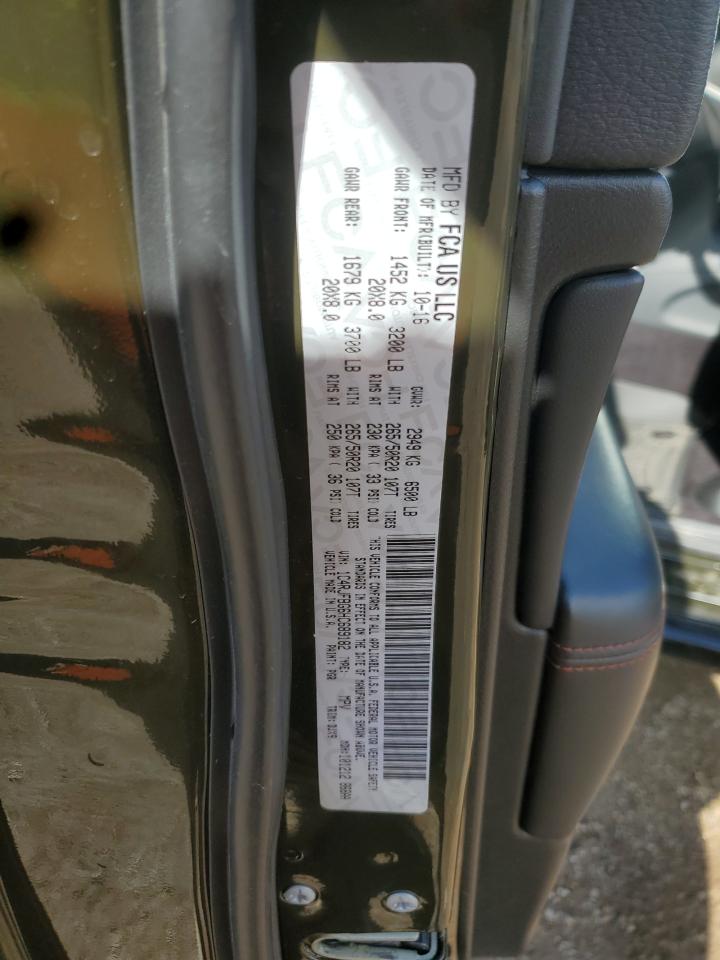 MFD BY FCA US LLC
DATE OF MFR(BUILT): 10-16 GVWR: 2949 KG 6500 LB
GAWR FRONT: 1452 KG 3200 LB WITH 265/50R20 107T TIRES
20X8.0 RIMS AT 230 KPA ( 33 PSI) COLD
GAWR REAR: 1679 KG 3700 LB WITH 265/50R20 107T TIRES
20X8.0 RIMS AT 250 KPA ( 36 PSI) COLD
THIS VEHICLE CONFORMS TO ALL APPLICABLE U.S.A. FEDERAL MOTOR VEHICLE SAFETY
STANDARDS IN EFFECT ON THE DATE OF MANUFACTURE SHOWN ABOVE.
VIN: 1C4RJFBG8HC689182 TYPE: MPV MDH: 101212
VEHICLE MADE IN U.S.A. PAINT: TRIM: